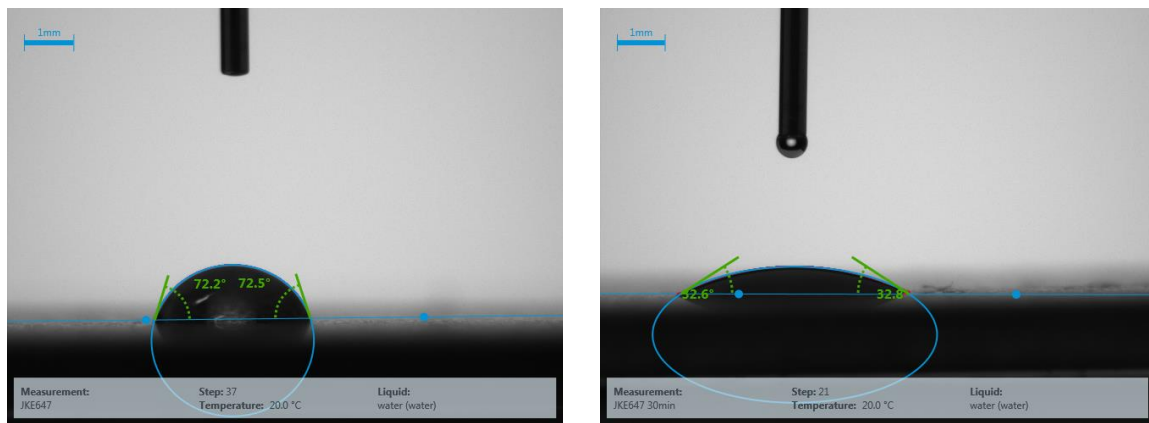 1mm
72.2° 72.5°
Measurement: Step: 37 Liquid:
JKE647 Temperature: 20.0 °C water (water)
1mm
32.6° 32.8°
Measurement: Step: 21 Liquid:
JKE647 30min Temperature: 20.0 °C water (water)